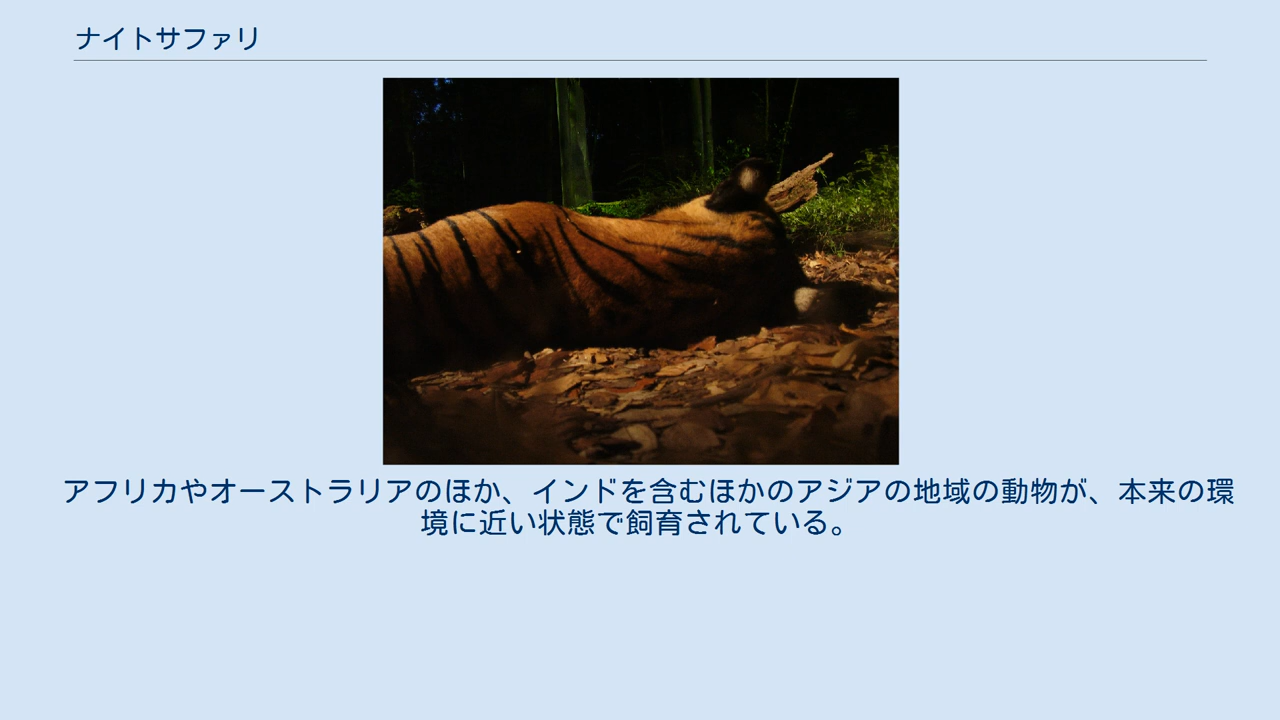 ナイトサファリ
アフリカやオーストラリアのほか、インドを含むほかのアジアの地域の動物が、本来の環
境に近い状態で飼育されている。